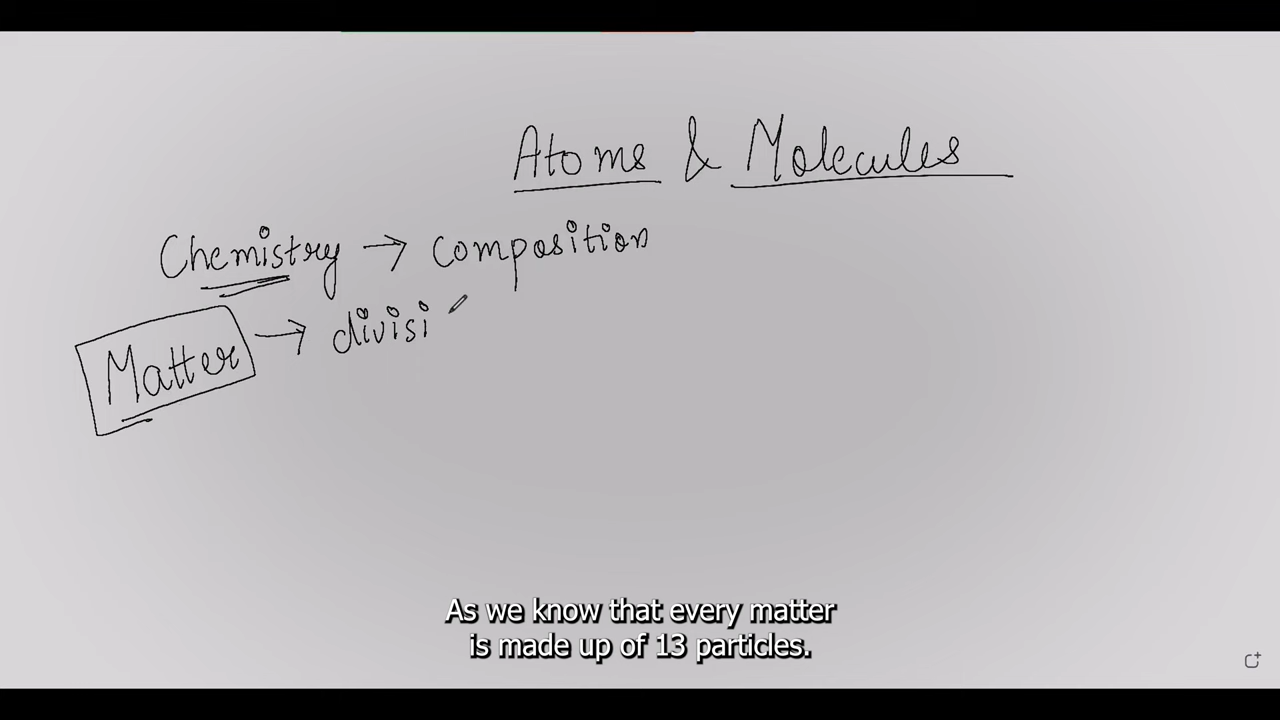 Atoms & Molecules
Chemistry → composition
Matter → divisi
As we know that every matter
is made up of 13 particles.